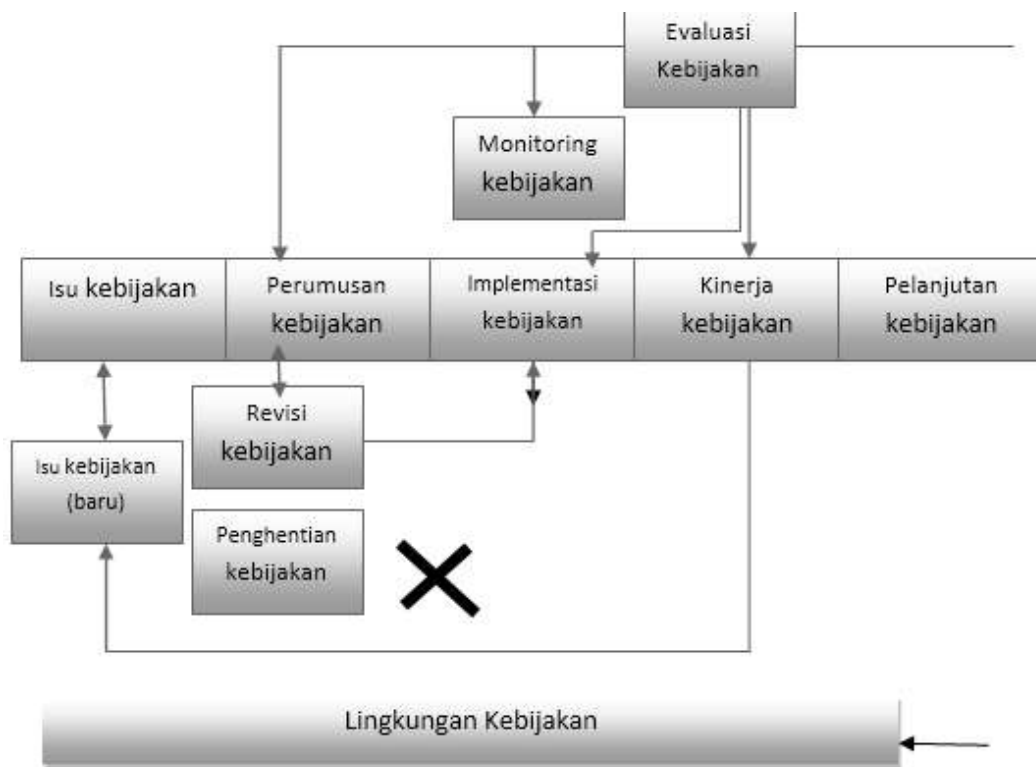 Evaluasi
Kebijakan
Monitoring
kebijakan
Isu kebijakan
Perumusan
kebijakan
Implementasi
kebijakan
Kinerja
kebijakan
Pelanjutan
kebijakan
Revisi
kebijakan
Isu kebijakan
(baru)
Penghentian
kebijakan
Lingkungan Kebijakan